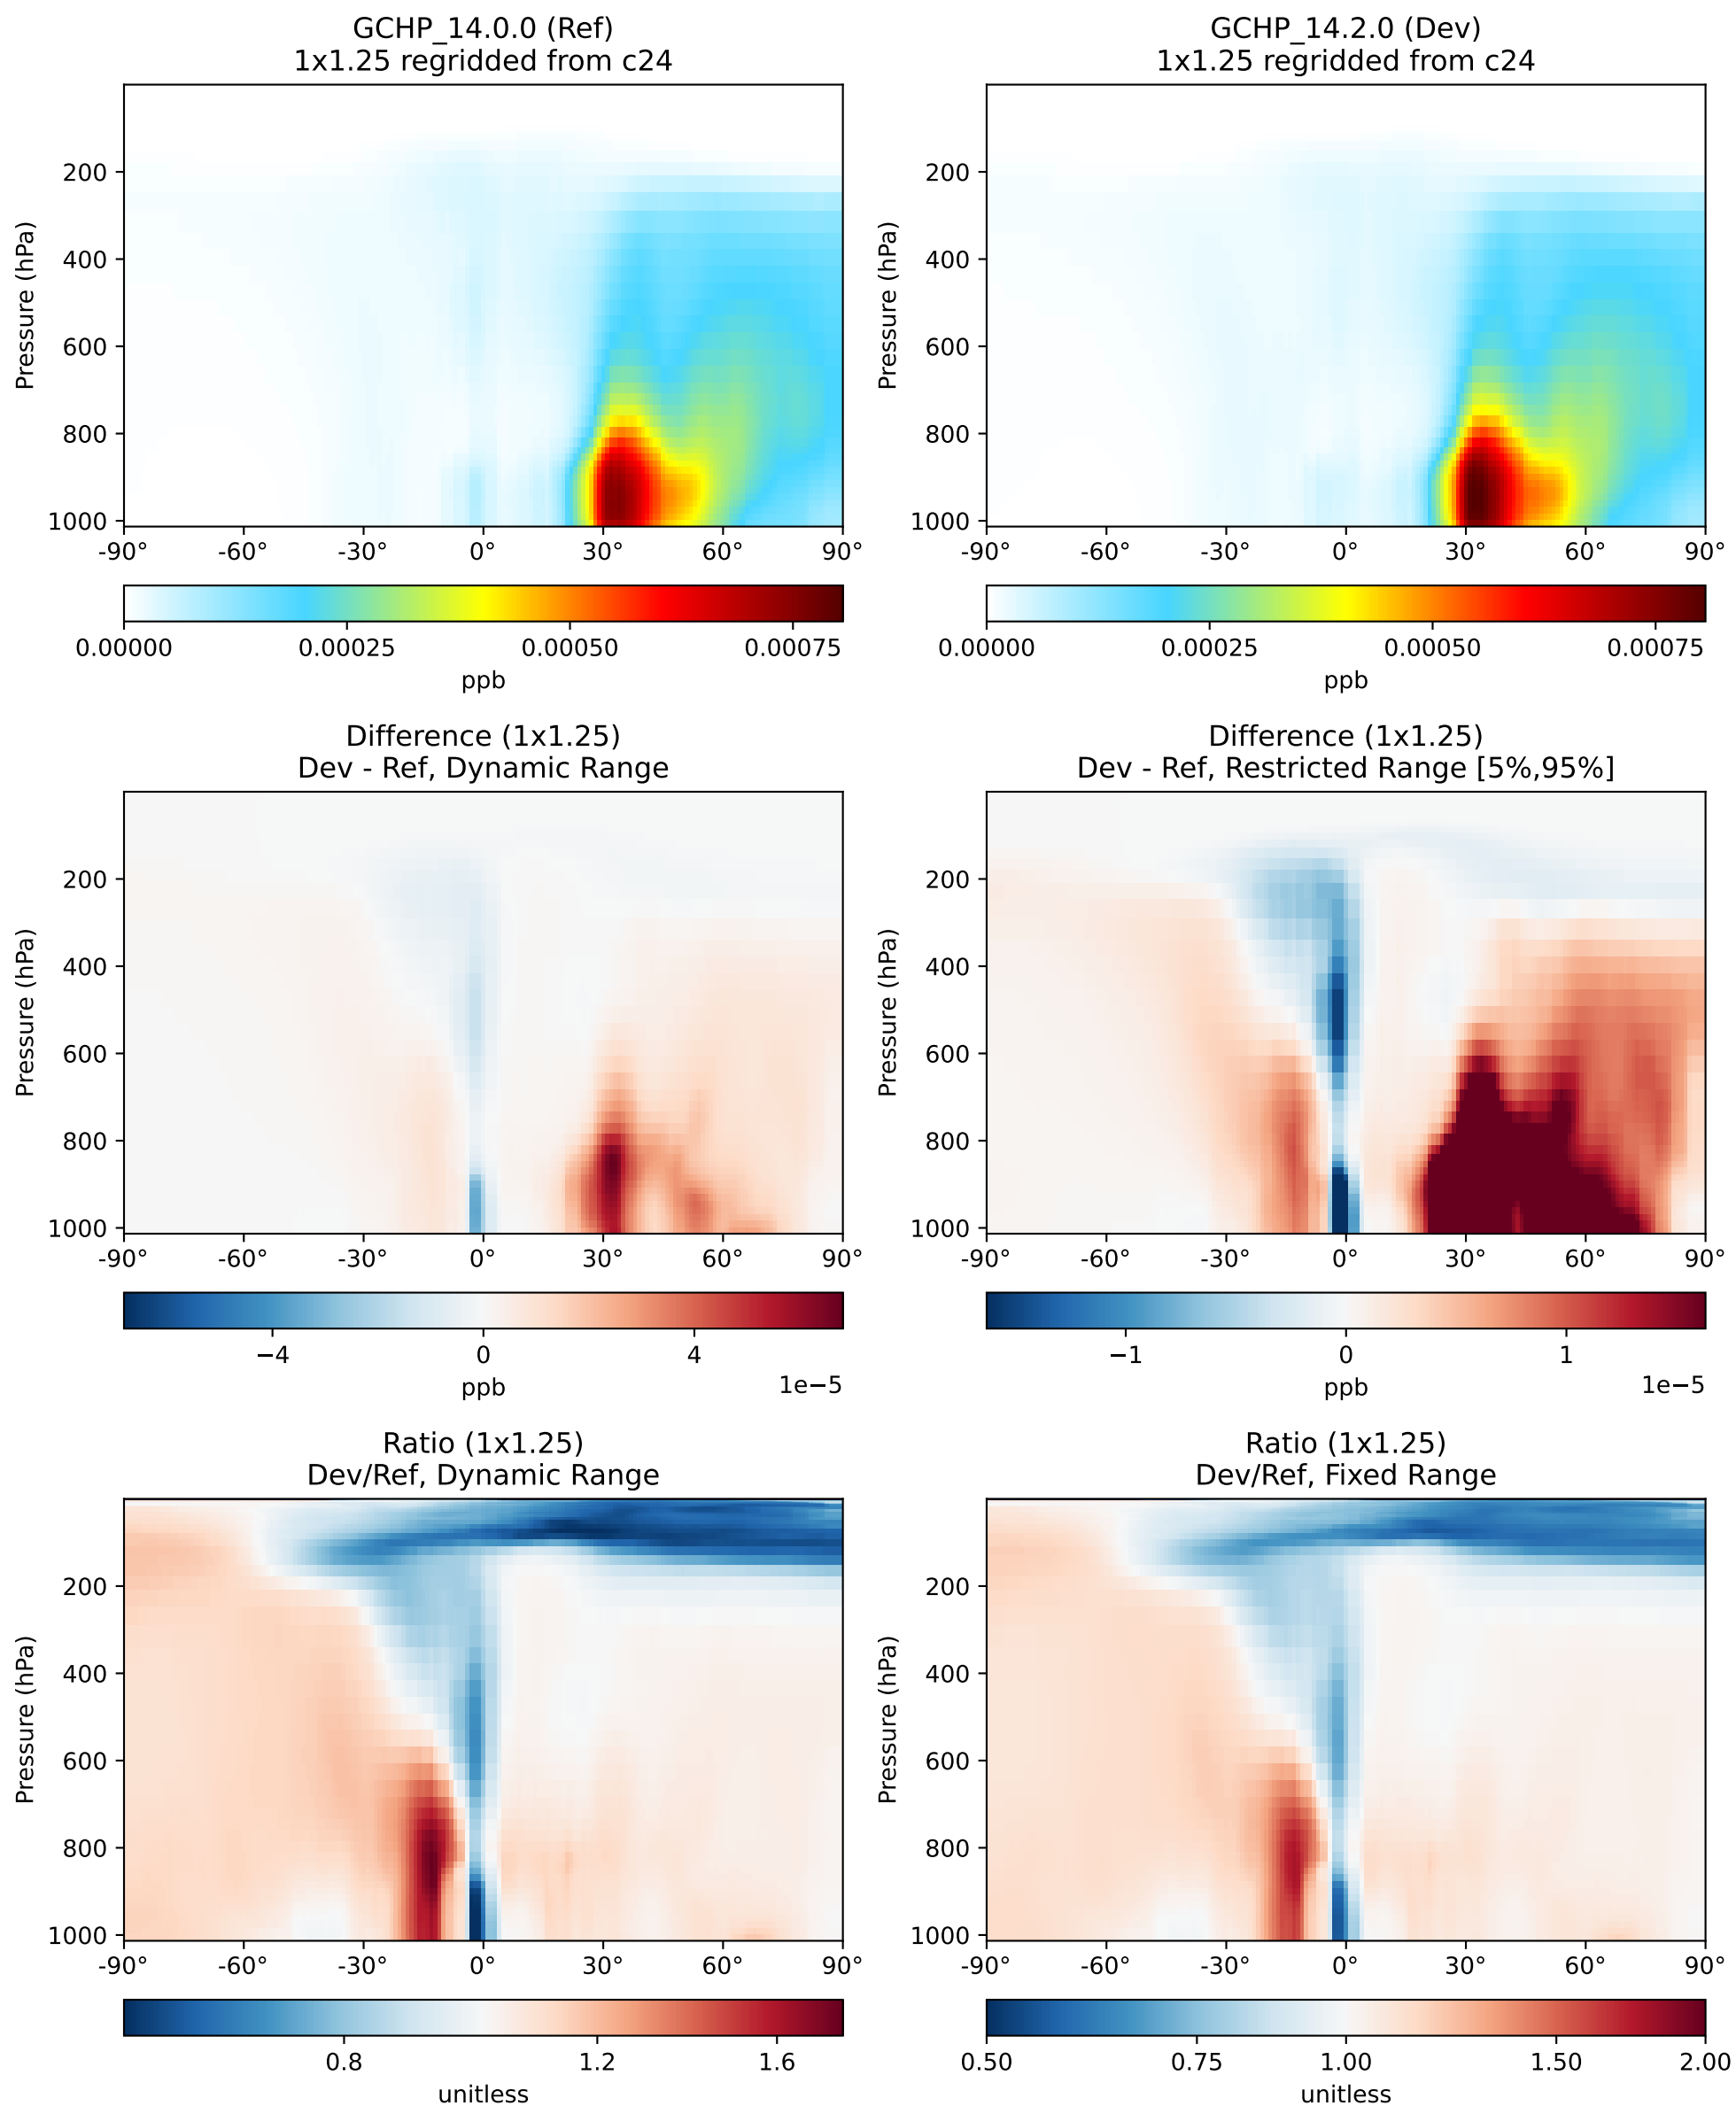 GCHP_14.0.0 (Ref)
1x1.25 regridded from c24
Pressure (hPa)
200
400
600
800
1000
-90° -60° -30° 0° 30° 60° 90°
0.00000 0.00025 0.00050 0.00075
ppb
GCHP_14.2.0 (Dev)
1x1.25 regridded from c24
Pressure (hPa)
200
400
600
800
1000
-90° -60° -30° 0° 30° 60° 90°
0.00000 0.00025 0.00050 0.00075
ppb
Difference (1x1.25)
Dev - Ref, Dynamic Range
Pressure (hPa)
200
400
600
800
1000
-90° -60° -30° 0° 30° 60° 90°
−4 0 4
ppb
1e−5
Difference (1x1.25)
Dev - Ref, Restricted Range [5%,95%]
Pressure (hPa)
200
400
600
800
1000
-90° -60° -30° 0° 30° 60° 90°
−1 0 1
ppb
1e−5
Ratio (1x1.25)
Dev/Ref, Dynamic Range
Pressure (hPa)
200
400
600
800
1000
-90° -60° -30° 0° 30° 60° 90°
0.8 1.2 1.6
unitless
Ratio (1x1.25)
Dev/Ref, Fixed Range
Pressure (hPa)
200
400
600
800
1000
-90° -60° -30° 0° 30° 60° 90°
0.50 0.75 1.00 1.50 2.00
unitless